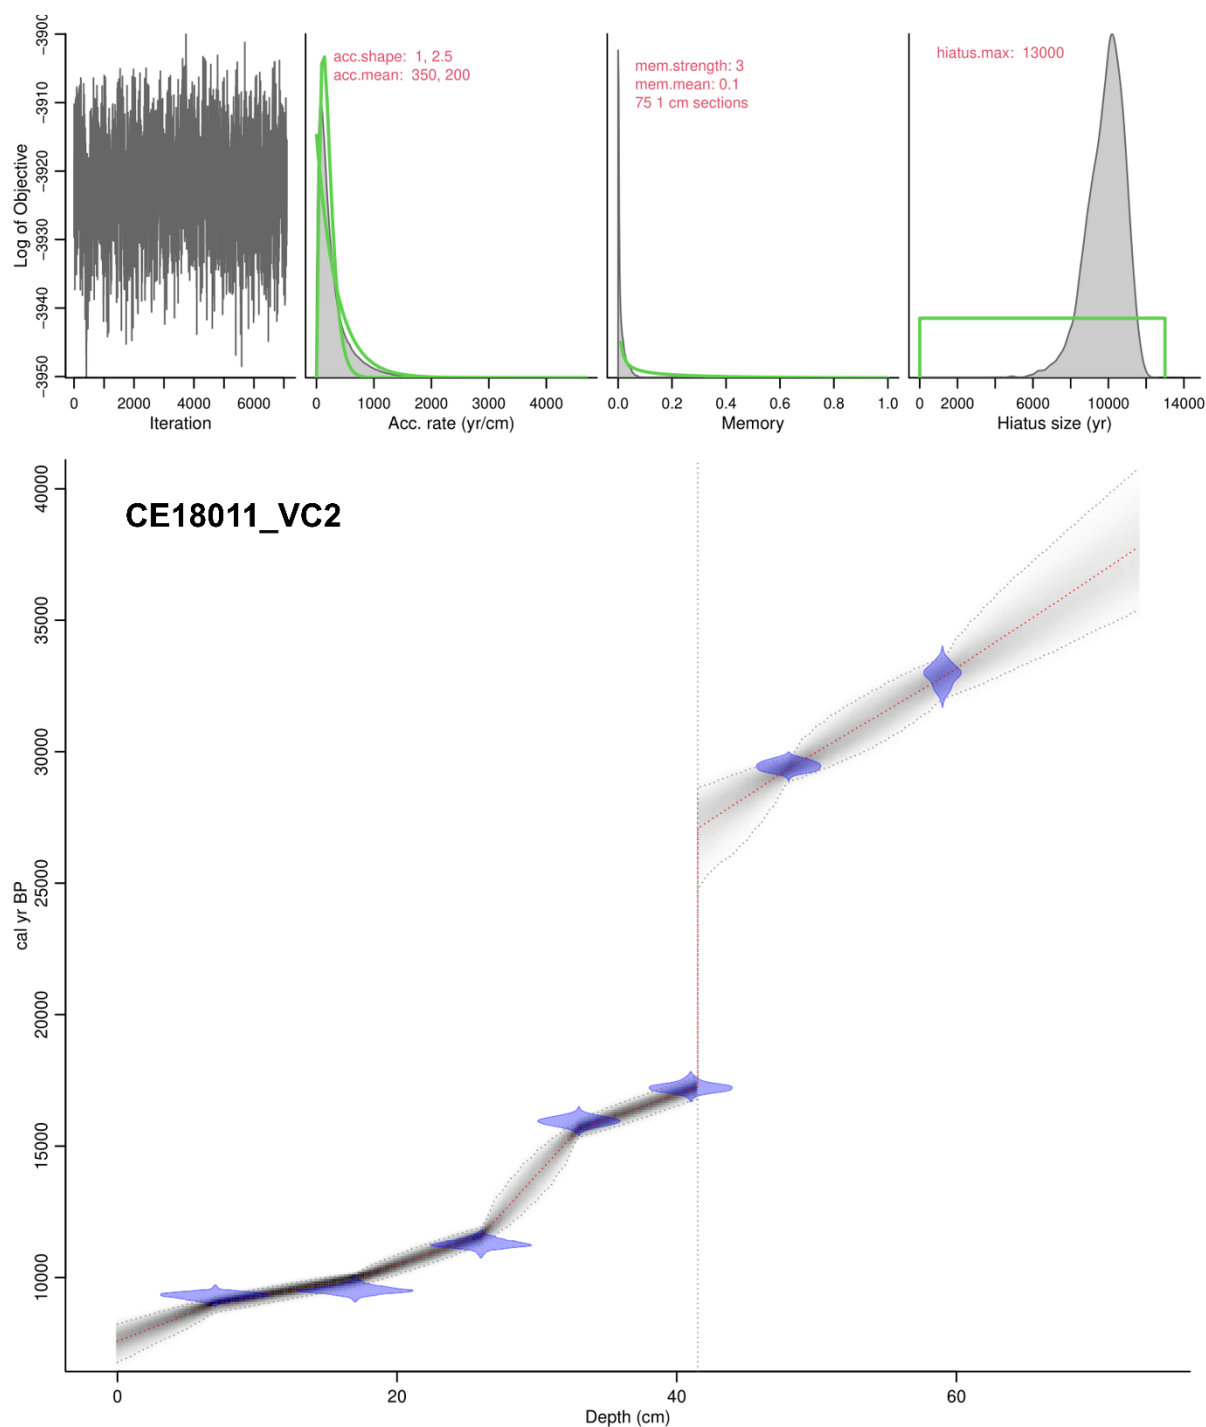 Log of Objective
-3950
-3940
-3930
-3920
-3910
-3900
0 2000 4000 6000
Iteration
acc.shape: 1, 2.5
acc.mean: 350, 200
0 1000 2000 3000 4000
Acc. rate (yr/cm)
mem.strength: 3
mem.mean: 0.1
75 1 cm sections
0.0 0.2 0.4 0.6 0.8 1.0
Memory
hiatus.max: 13000
0 2000 6000 10000 14000
Hiatus size (yr)
CE18011_VC2
cal yr BP
40000
35000
30000
25000
20000
15000
10000
0 20 40 60
Depth (cm)